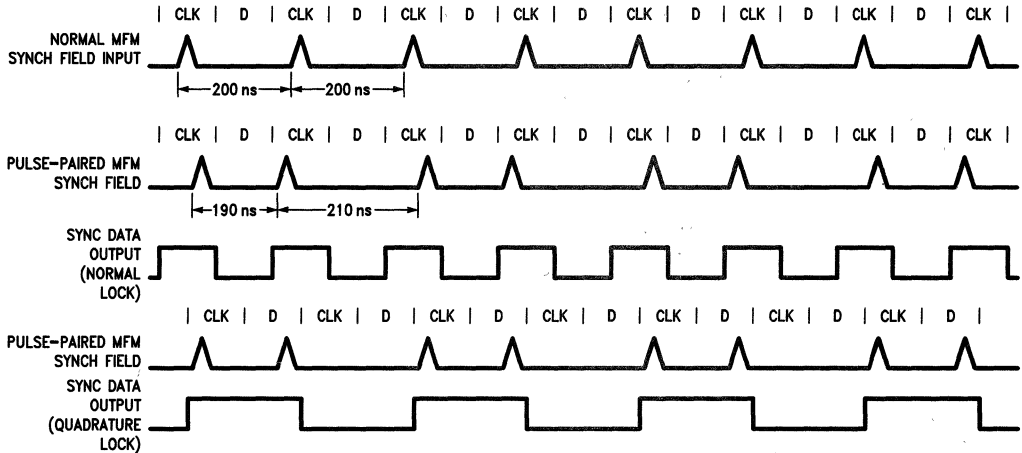 | CLK | D | CLK | D | CLK | D | CLK | D | CLK | D | CLK | D | CLK | D | CLK |
NORMAL MFM
SYNCH FIELD INPUT
200 ns 200 ns
| CLK | D | CLK | D | CLK | D | CLK | D | CLK | D | CLK | D | CLK | D | CLK |
PULSE-PAIRED MFM
SYNCH FIELD
190 ns 210 ns
SYNC DATA
OUTPUT
(NORMAL
LOCK)
| CLK | D | CLK | D | CLK | D | CLK | D | CLK | D | CLK | D | CLK | D |
PULSE-PAIRED MFM
SYNCH FIELD
SYNC DATA
OUTPUT
(QUADRATURE
LOCK)